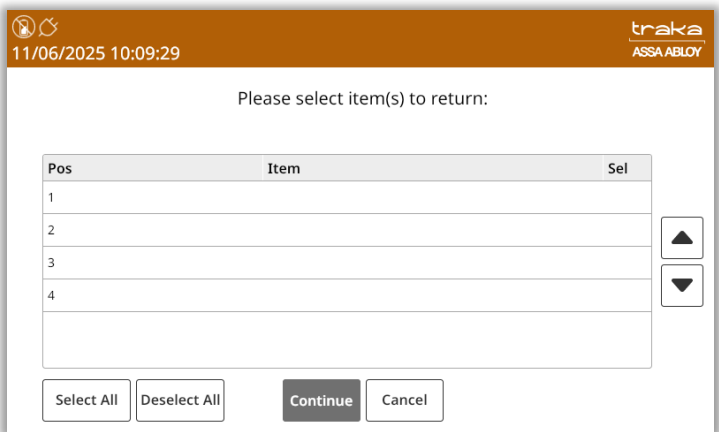 traka
11/06/2025 10:09:29
ASSA ABLOY
Please select item(s) to return:
Pos Item Sel
1
2
3
4
Select All Deselect All Continue Cancel